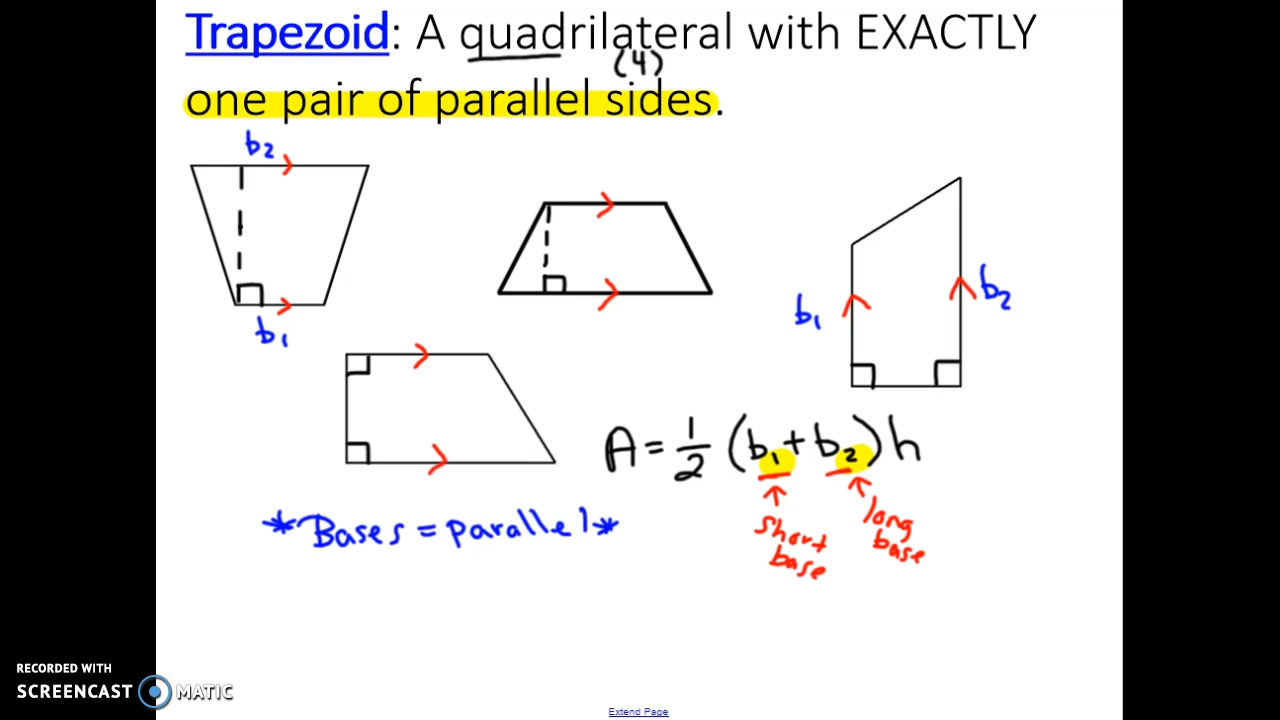 Trapezoid: A quadrilateral with EXACTLY
(4)
one pair of parallel sides.
b2
b1
b1
b2
A = 1/2 (b1 + b2) h
short base
long base
*Bases = parallel*
RECORDED WITH
SCREENCAST MATIC
Extend Page